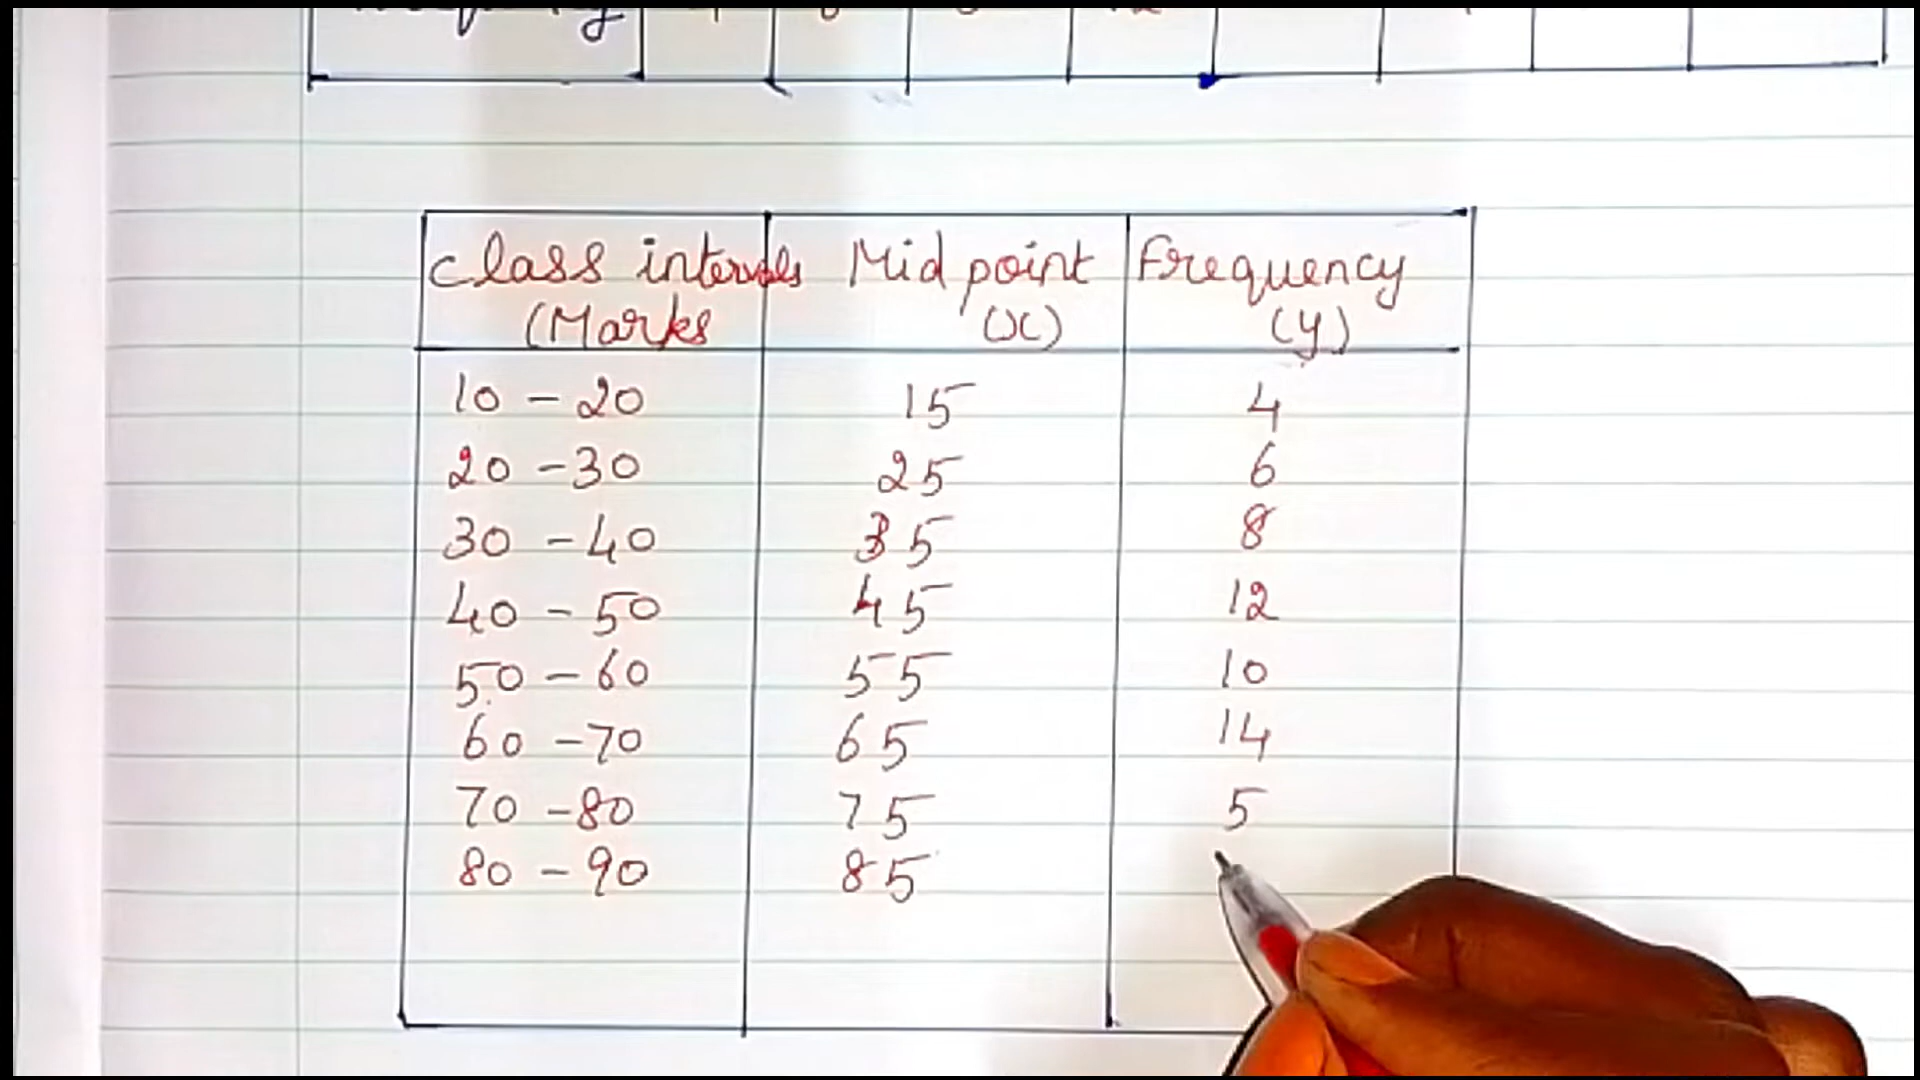 Class intervals Mid point Frequency
(Marks (x) (y)
10 - 20 15 4
20 - 30 25 6
30 - 40 35 8
40 - 50 45 12
50 - 60 55 10
60 - 70 65 14
70 - 80 75 5
80 - 90 85